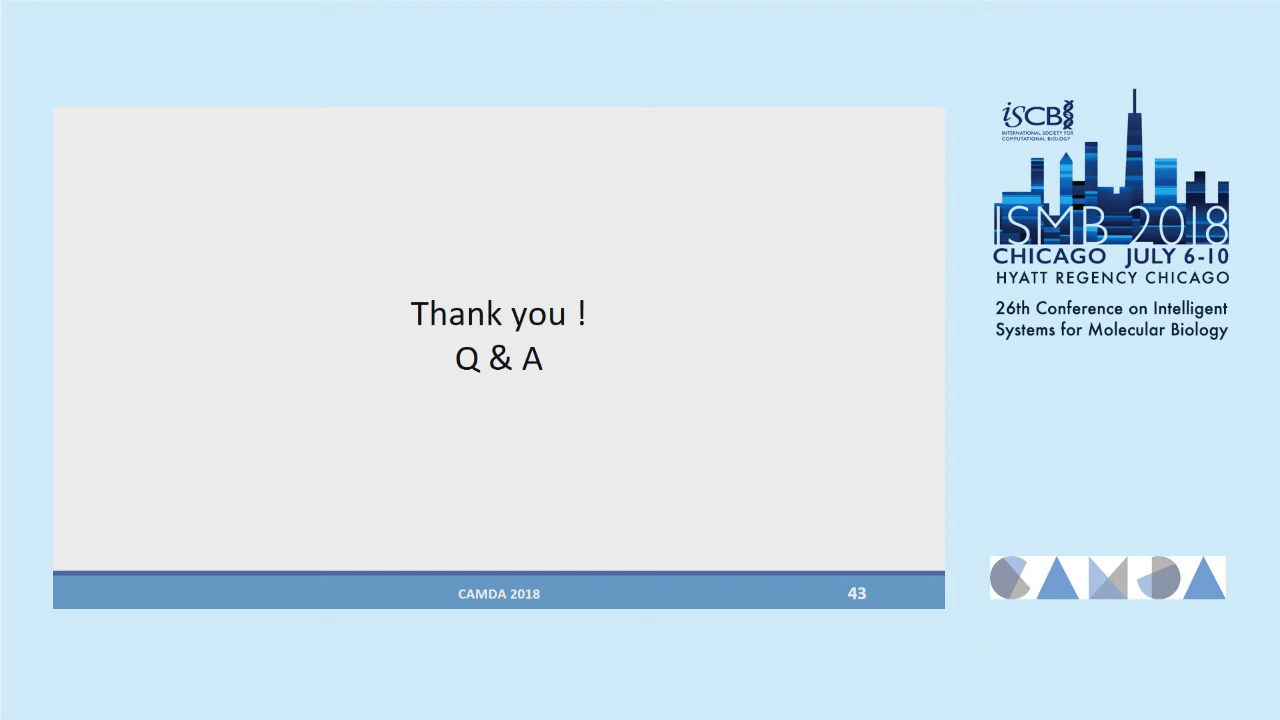 Thank you !
Q & A
CAMDA 2018
43
iSCB
INTERNATIONAL SOCIETY FOR
COMPUTATIONAL BIOLOGY
ISMB 2018
CHICAGO JULY 6-10
HYATT REGENCY CHICAGO
26th Conference on Intelligent
Systems for Molecular Biology
CAMDA